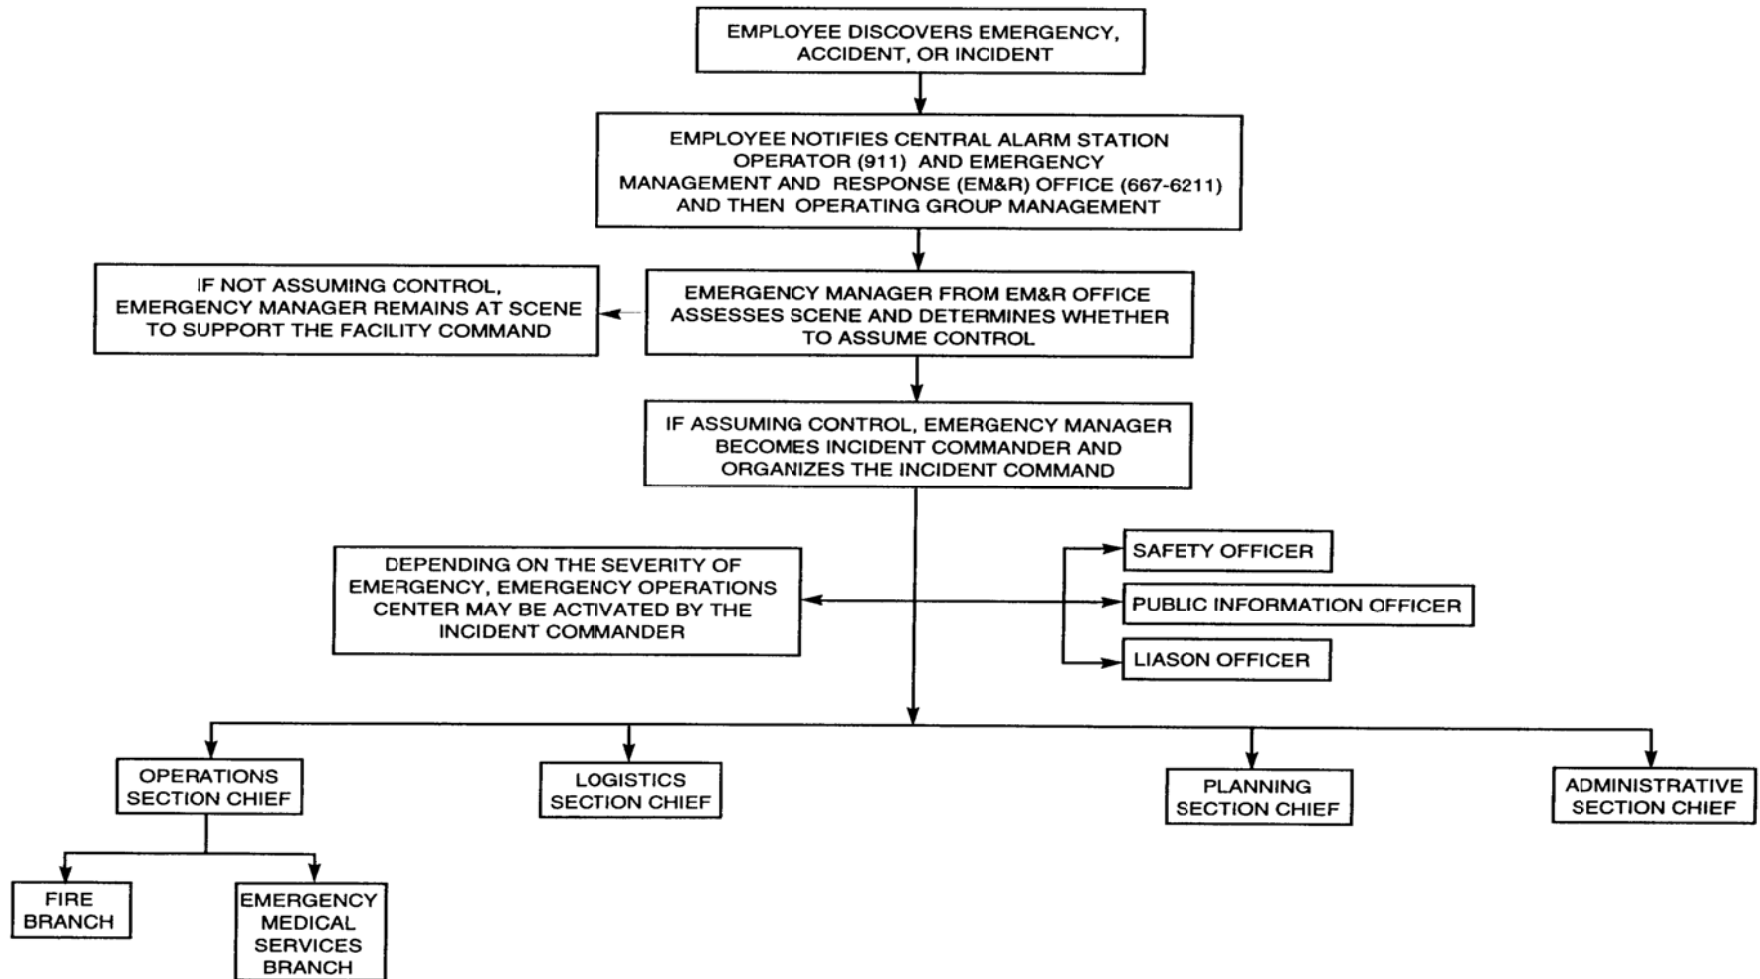 EMPLOYEE DISCOVERS EMERGENCY,
ACCIDENT, OR INCIDENT
EMPLOYEE NOTIFIES CENTRAL ALARM STATION
OPERATOR (911) AND EMERGENCY
MANAGEMENT AND RESPONSE (EM&R) OFFICE (667-6211)
AND THEN OPERATING GROUP MANAGEMENT
IF NOT ASSUMING CONTROL,
EMERGENCY MANAGER REMAINS AT SCENE
TO SUPPORT THE FACILITY COMMAND
EMERGENCY MANAGER FROM EM&R OFFICE
ASSESSES SCENE AND DETERMINES WHETHER
TO ASSUME CONTROL
IF ASSUMING CONTROL, EMERGENCY MANAGER
BECOMES INCIDENT COMMANDER AND
ORGANIZES THE INCIDENT COMMAND
DEPENDING ON THE SEVERITY OF
EMERGENCY, EMERGENCY OPERATIONS
CENTER MAY BE ACTIVATED BY THE
INCIDENT COMMANDER
SAFETY OFFICER
PUBLIC INFORMATION OFFICER
LIASON OFFICER
OPERATIONS
SECTION CHIEF
LOGISTICS
SECTION CHIEF
PLANNING
SECTION CHIEF
ADMINISTRATIVE
SECTION CHIEF
FIRE
BRANCH
EMERGENCY
MEDICAL
SERVICES
BRANCH